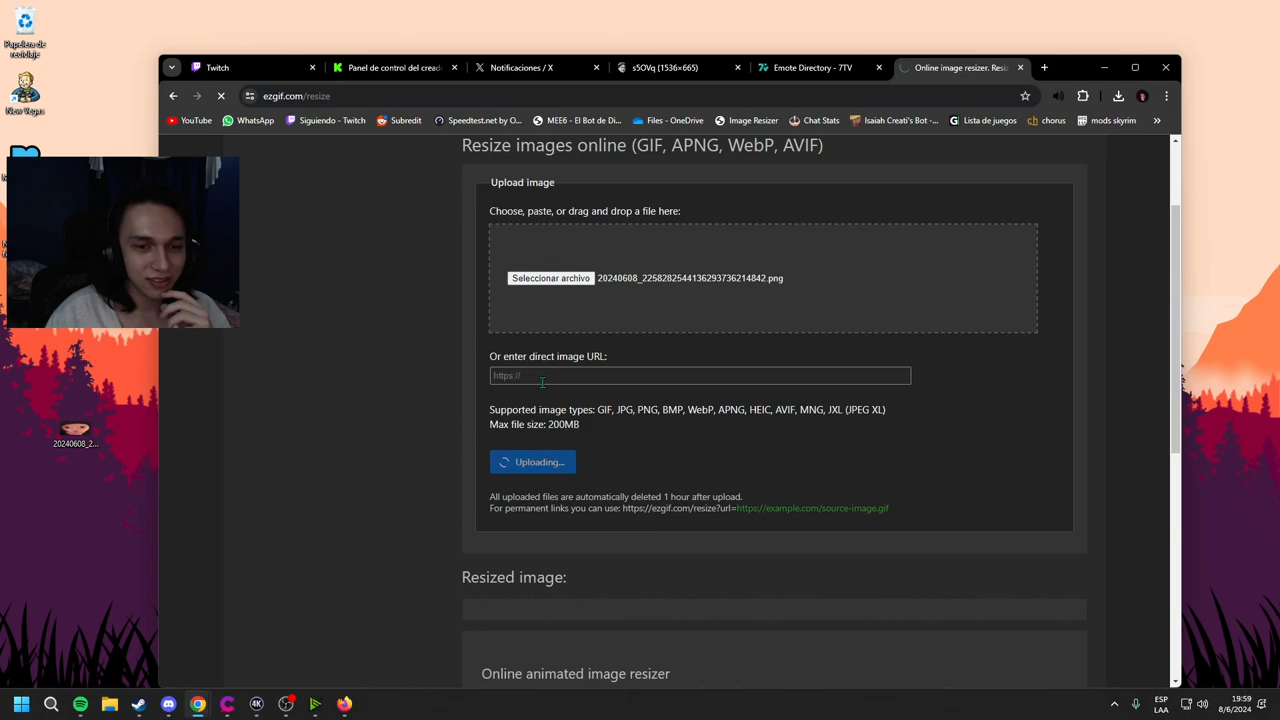 Papelera de
reciclaje
New Vegas
Twitch
Panel de control del cread
Notificaciones / X
s5OVq (1536×665)
Emote Directory - 7TV
Online image resizer. Resi
ezgif.com/resize
YouTube
WhatsApp
Siguiendo - Twitch
Subredit
Speedtest.net by O...
MEE6 - El Bot de Di...
Files - OneDrive
Image Resizer
Chat Stats
Isaiah Creati's Bot -...
Lista de juegos
chorus
mods skyrim
Resize images online (GIF, APNG, WebP, AVIF)
Upload image
Choose, paste, or drag and drop a file here:
Seleccionar archivo 20240608_2258282544136293736214842.png
Or enter direct image URL:
https://
Supported image types: GIF, JPG, PNG, BMP, WebP, APNG, HEIC, AVIF, MNG, JXL (JPEG XL)
Max file size: 200MB
Uploading...
All uploaded files are automatically deleted 1 hour after upload.
For permanent links you can use: https://ezgif.com/resize?url=https://example.com/source-image.gif
Resized image:
Online animated image resizer
20240608_2...
ESP
LAA
19:59
8/6/2024